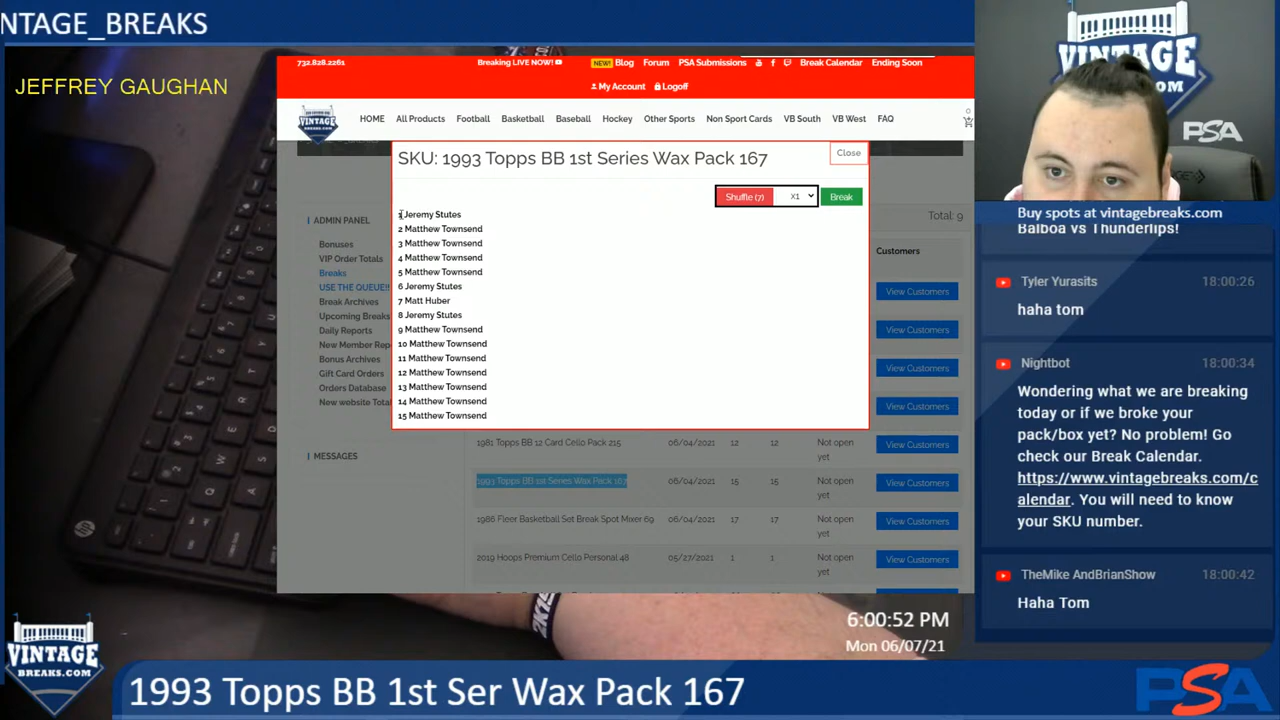 NTAGE_BREAKS
JEFFREY GAUGHAN
732.828.2261
Breaking LIVE NOW!
NEW! Blog
Forum
PSA Submissions
Break Calendar
Ending Soon
My Account
Logoff
VINTAGE
HOME
All Products
Football
Basketball
Baseball
Hockey
Other Sports
Non Sport Cards
VB South
VB West
FAQ
0
SKU: 1993 Topps BB 1st Series Wax Pack 167
Close
Shuffle (7)
X1
Break
1 Jeremy Stutes
2 Matthew Townsend
3 Matthew Townsend
4 Matthew Townsend
5 Matthew Townsend
6 Jeremy Stutes
7 Matt Huber
8 Jeremy Stutes
9 Matthew Townsend
10 Matthew Townsend
11 Matthew Townsend
12 Matthew Townsend
13 Matthew Townsend
14 Matthew Townsend
15 Matthew Townsend
ADMIN PANEL
Bonuses
VIP Order Totals
Breaks
USE THE QUEUE!!
Break Archives
Upcoming Breaks
Daily Reports
New Member Rep
Bonus Archives
Gift Card Orders
Orders Database
New website Total
MESSAGES
Total: 9
Customers
View Customers
View Customers
View Customers
View Customers
1981 Topps BB 12 Card Cello Pack 215 06/04/2021 12 12 Not open yet View Customers
1993 Topps BB 1st Series Wax Pack 167 06/04/2021 15 15 Not open yet View Customers
1986 Fleer Basketball Set Break Spot Mixer 69 06/04/2021 17 17 Not open yet View Customers
2019 Hoops Premium Cello Personal 48 05/27/2021 1 1 Not open yet View Customers
PSA
Buy spots at vintagebreaks.com
Balboa vs Thunderlips!
Tyler Yurasits 18:00:26
haha tom
Nightbot 18:00:34
Wondering what we are breaking
today or if we broke your
pack/box yet? No problem! Go
check our Break Calendar.
https://www.vintagebreaks.com/c
alendar. You will need to know
your SKU number.
TheMike AndBrianShow 18:00:42
Haha Tom
6:00:52 PM
Mon 06/07/21
VINTAGE
BREAKS.COM
1993 Topps BB 1st Ser Wax Pack 167
PSA